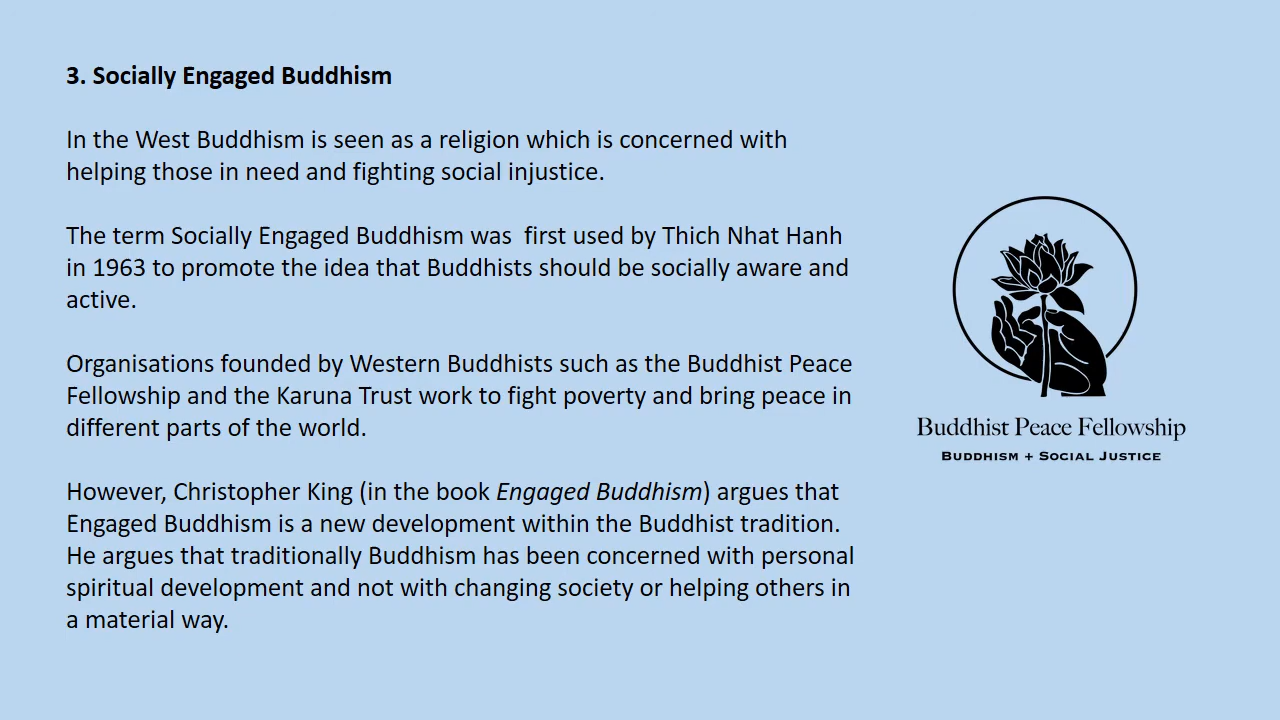 3. Socially Engaged Buddhism
In the West Buddhism is seen as a religion which is concerned with
helping those in need and fighting social injustice.
The term Socially Engaged Buddhism was  first used by Thich Nhat Hanh
in 1963 to promote the idea that Buddhists should be socially aware and
active.
Organisations founded by Western Buddhists such as the Buddhist Peace
Fellowship and the Karuna Trust work to fight poverty and bring peace in
different parts of the world.
However, Christopher King (in the book Engaged Buddhism) argues that
Engaged Buddhism is a new development within the Buddhist tradition.
He argues that traditionally Buddhism has been concerned with personal
spiritual development and not with changing society or helping others in
a material way.
Buddhist Peace Fellowship
Buddhism + Social Justice